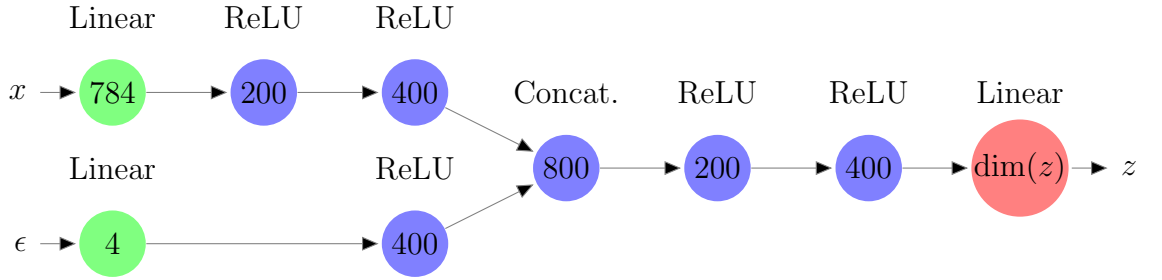 Linear ReLU ReLU
x 784 200 400
Concat. ReLU ReLU Linear
Linear ReLU
800 200 400 dim(z) z
ϵ 4 400